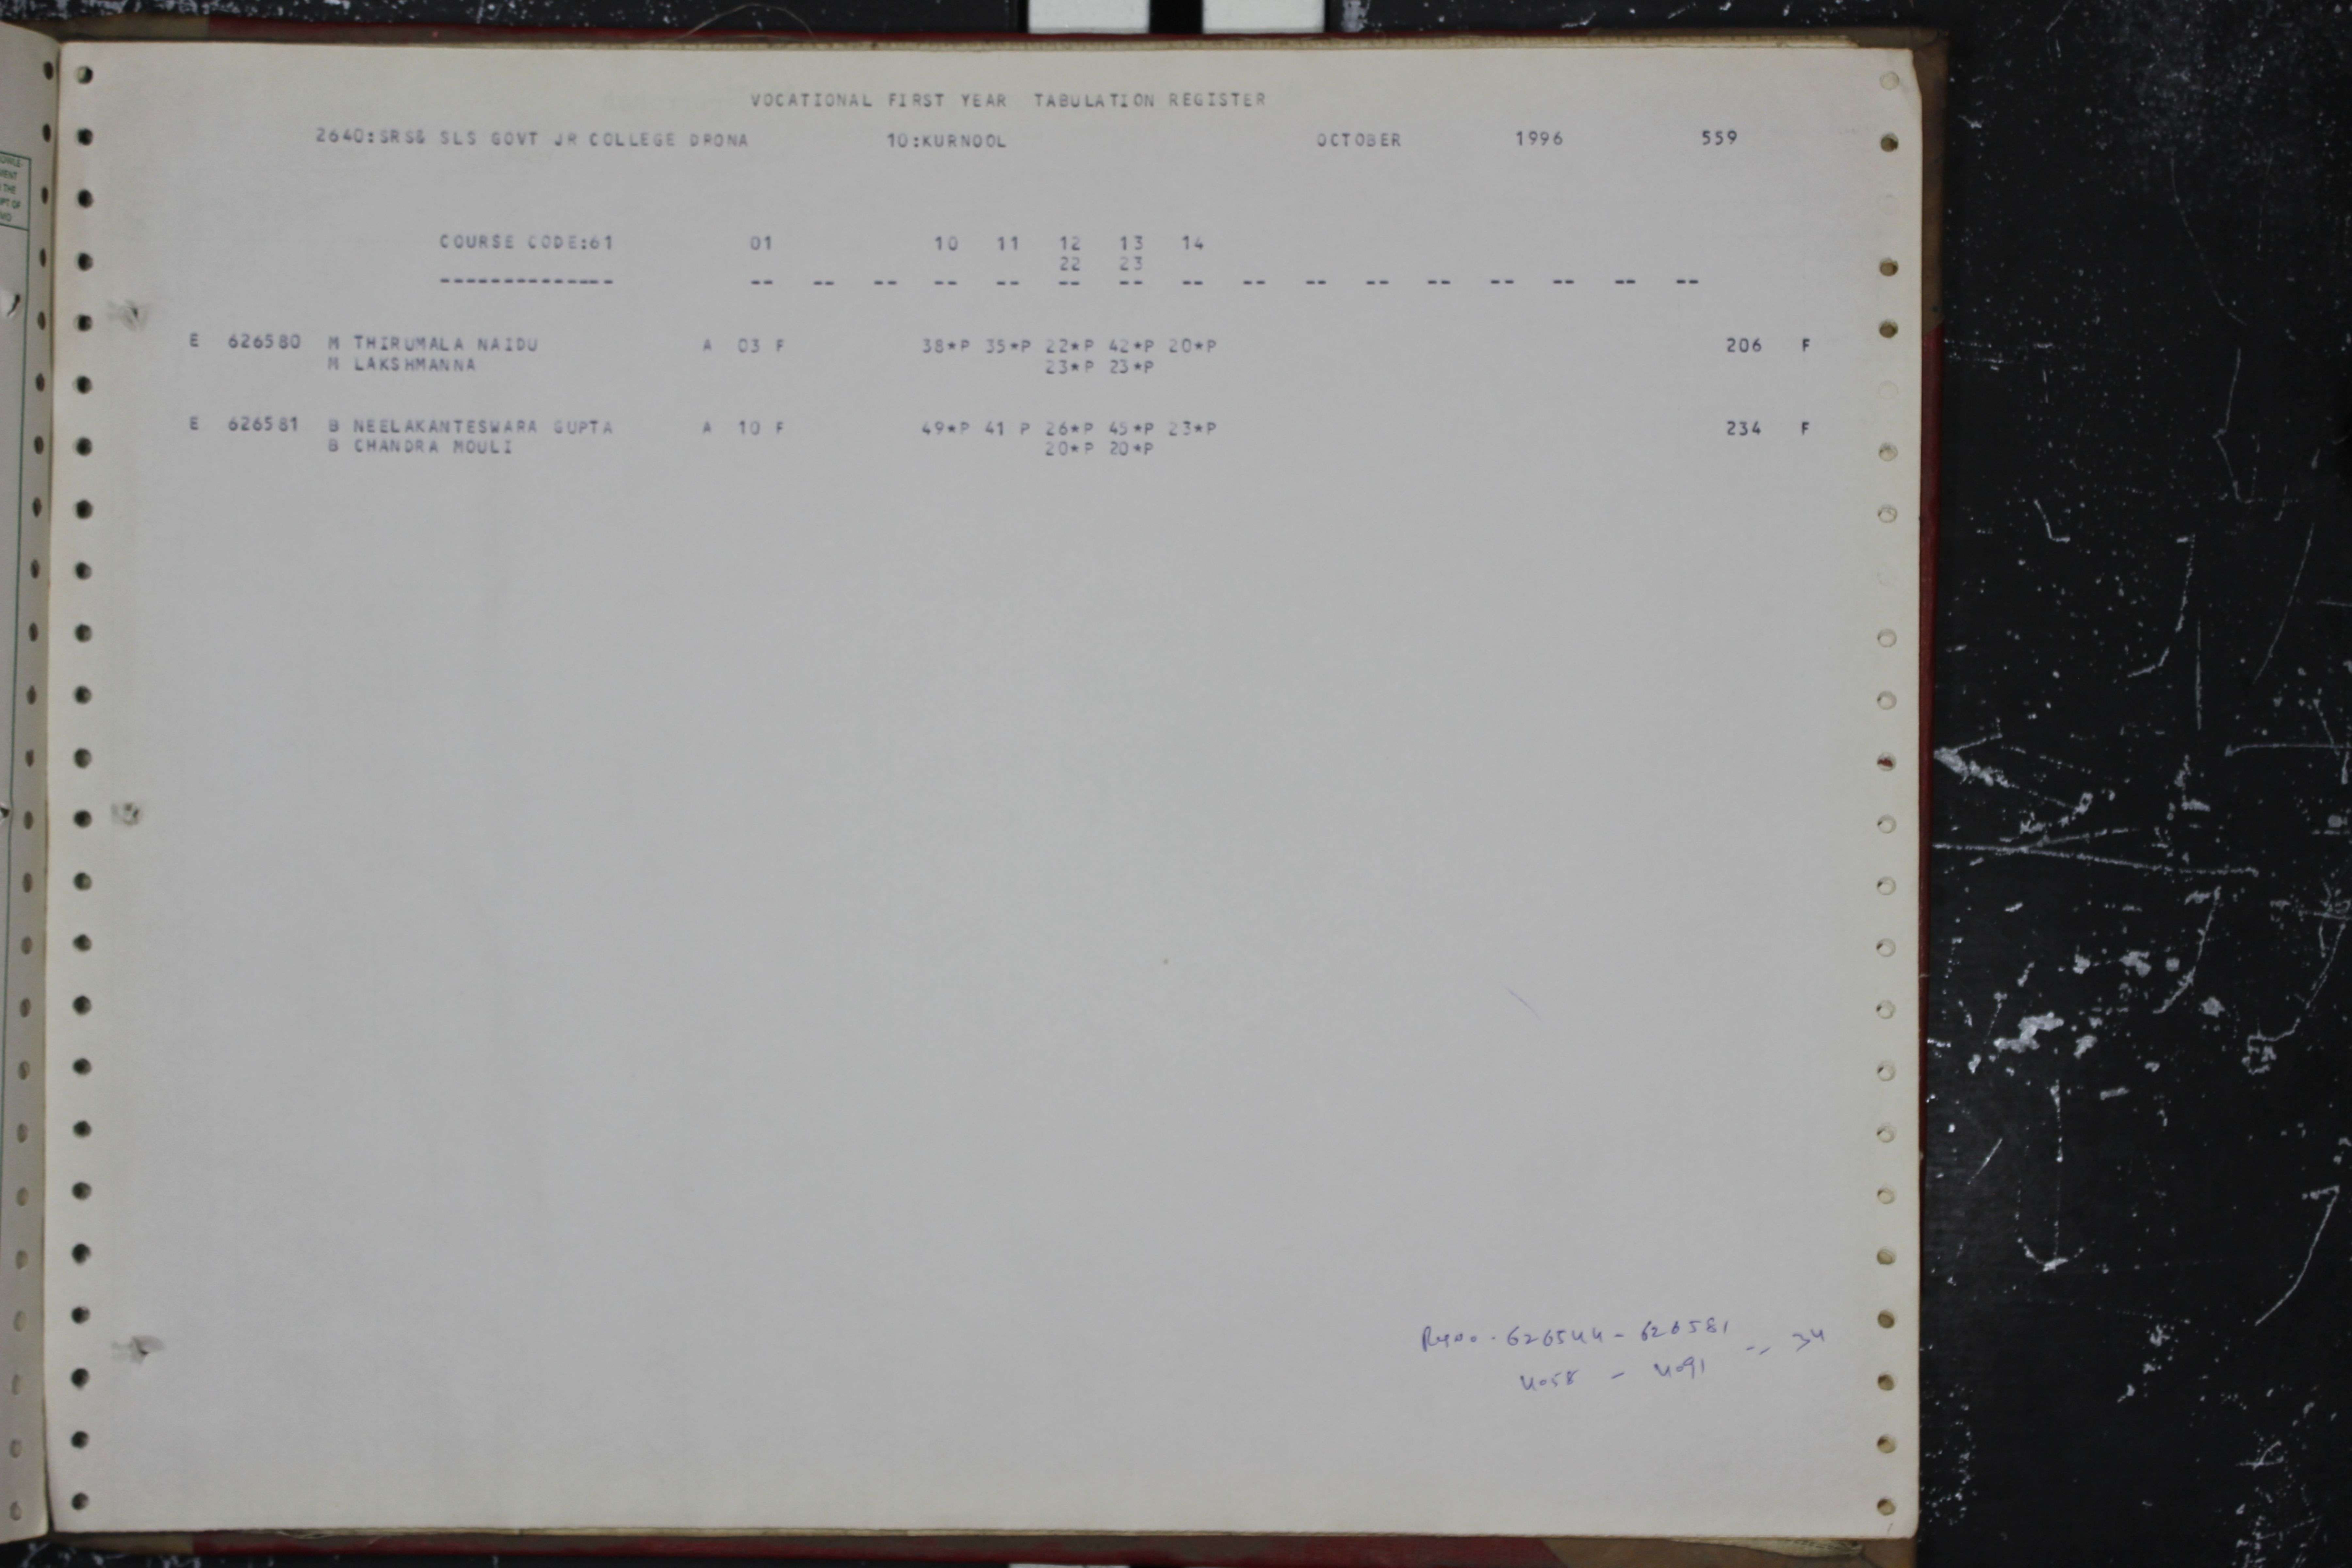 VOCATIONAL FIRST YEAR TABULATION REGISTER
2640:SRS& SLS GOVT JR COLLEGE DRONA 10:KURNOOL OCTOBER 1996 559
COURSE CODE:61 01 10 11 12 13 14
22 23
-------------- -- -- -- -- -- -- -- -- -- -- -- -- -- -- -- --
E 626580 M THIRUMALA NAIDU A 03 F 38*P 35*P 22*P 42*P 20*P 206 F
M LAKSHMANNA 23*P 23*P
E 626581 B NEELAKANTESWARA GUPTA A 10 F 49*P 41 P 26*P 45*P 23*P 234 F
B CHANDRA MOULI 20*P 20*P
626544 - 626581 -- 34
4058 - 4091